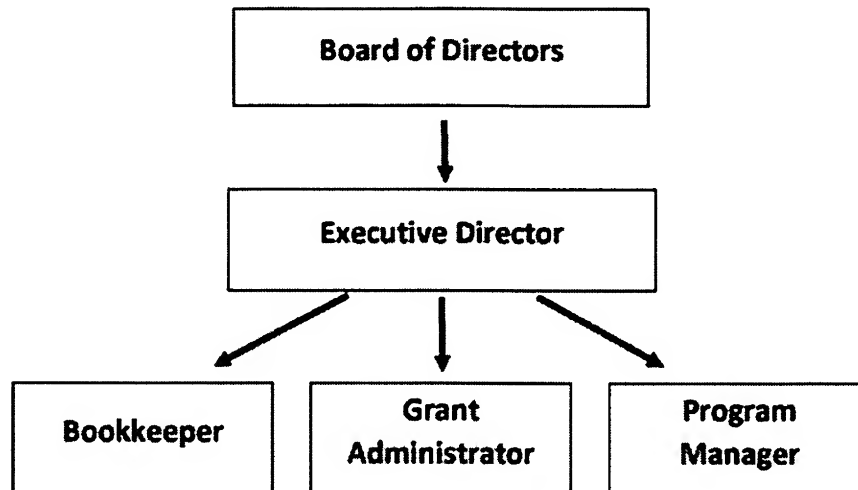 Board of Directors
Executive Director
Bookkeeper
Grant
Administrator
Program
Manager